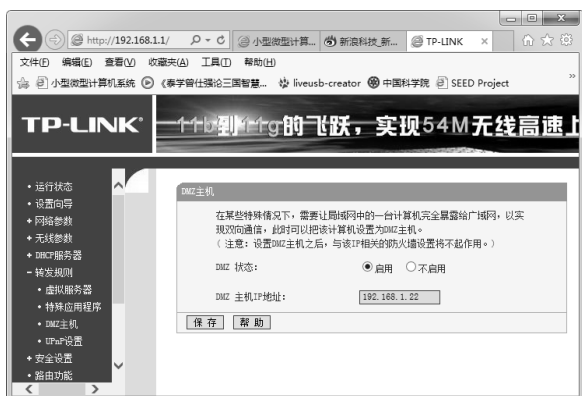 http://192.168.1.1/
小型微型计算...
新浪科技_新...
TP-LINK
文件(F) 编辑(E) 查看(V) 收藏夹(A) 工具(T) 帮助(H)
小型微型计算机系统
《秦学曾仕强论三国智慧...
liveusb-creator
中国科学院
SEED Project
TP-LINK®
11b到11g的飞跃，实现54M无线高速上
• 运行状态
• 设置向导
+ 网络参数
+ 无线参数
+ DHCP服务器
- 转发规则
• 虚拟服务器
• 特殊应用程序
• DMZ主机
• UPnP设置
+ 安全设置
• 路由功能
DMZ主机
在某些特殊情况下，需要让局域网中的一台计算机完全暴露给广域网，以实
现双向通信，此时可以把该计算机设置为DMZ主机。
（注意：设置DMZ主机之后，与该IP相关的防火墙设置将不起作用。）
DMZ 状态： 启用 不启用
DMZ 主机IP地址： 192.168.1.22
保存 帮助